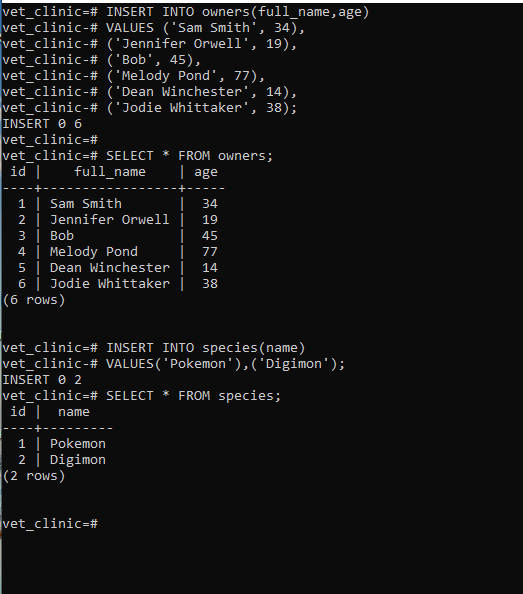 vet_clinic=# INSERT INTO owners(full_name,age)
vet_clinic-# VALUES ('Sam Smith', 34),
vet_clinic-# ('Jennifer Orwell', 19),
vet_clinic-# ('Bob', 45),
vet_clinic-# ('Melody Pond', 77),
vet_clinic-# ('Dean Winchester', 14),
vet_clinic-# ('Jodie Whittaker', 38);
INSERT 0 6
vet_clinic=#
vet_clinic=# SELECT * FROM owners;
 id |    full_name    | age
----+-----------------+-----
  1 | Sam Smith       |  34
  2 | Jennifer Orwell |  19
  3 | Bob             |  45
  4 | Melody Pond     |  77
  5 | Dean Winchester |  14
  6 | Jodie Whittaker |  38
(6 rows)
vet_clinic=# INSERT INTO species(name)
vet_clinic-# VALUES('Pokemon'),('Digimon');
INSERT 0 2
vet_clinic=# SELECT * FROM species;
 id |  name
----+---------
  1 | Pokemon
  2 | Digimon
(2 rows)
vet_clinic=#